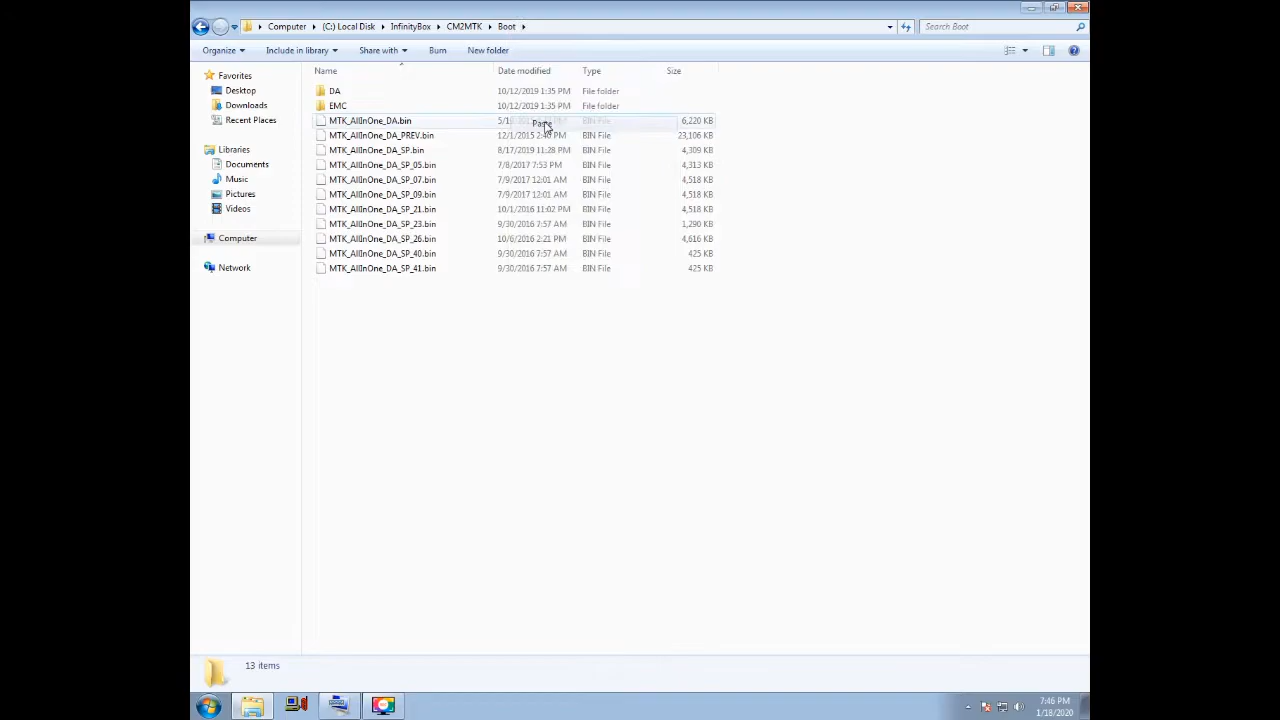 Computer ▸ (C:) Local Disk ▸ InfinityBox ▸ CM2MTK ▸ Boot ▸ Search Boot
Organize Include in library Share with Burn New folder
Name Date modified Type Size
Favorites
Desktop
Downloads
Recent Places
Libraries
Documents
Music
Pictures
Videos
Computer
Network
DA 10/12/2019 1:35 PM File folder
EMC 10/12/2019 1:35 PM File folder
MTK_AllInOne_DA.bin BIN File 6,220 KB
MTK_AllInOne_DA_PREV.bin 12/1/2015 BIN File 23,106 KB
MTK_AllInOne_DA_SP.bin 8/17/2019 11:28 PM BIN File 4,309 KB
MTK_AllInOne_DA_SP_05.bin 7/8/2017 7:53 PM BIN File 4,313 KB
MTK_AllInOne_DA_SP_07.bin 7/9/2017 12:01 AM BIN File 4,518 KB
MTK_AllInOne_DA_SP_09.bin 7/9/2017 12:01 AM BIN File 4,518 KB
MTK_AllInOne_DA_SP_21.bin 10/1/2016 11:02 PM BIN File 4,518 KB
MTK_AllInOne_DA_SP_23.bin 9/30/2016 7:57 AM BIN File 1,290 KB
MTK_AllInOne_DA_SP_26.bin 10/6/2016 2:21 PM BIN File 4,616 KB
MTK_AllInOne_DA_SP_40.bin 9/30/2016 7:57 AM BIN File 425 KB
MTK_AllInOne_DA_SP_41.bin 9/30/2016 7:57 AM BIN File 425 KB
13 items
7:46 PM
1/18/2020